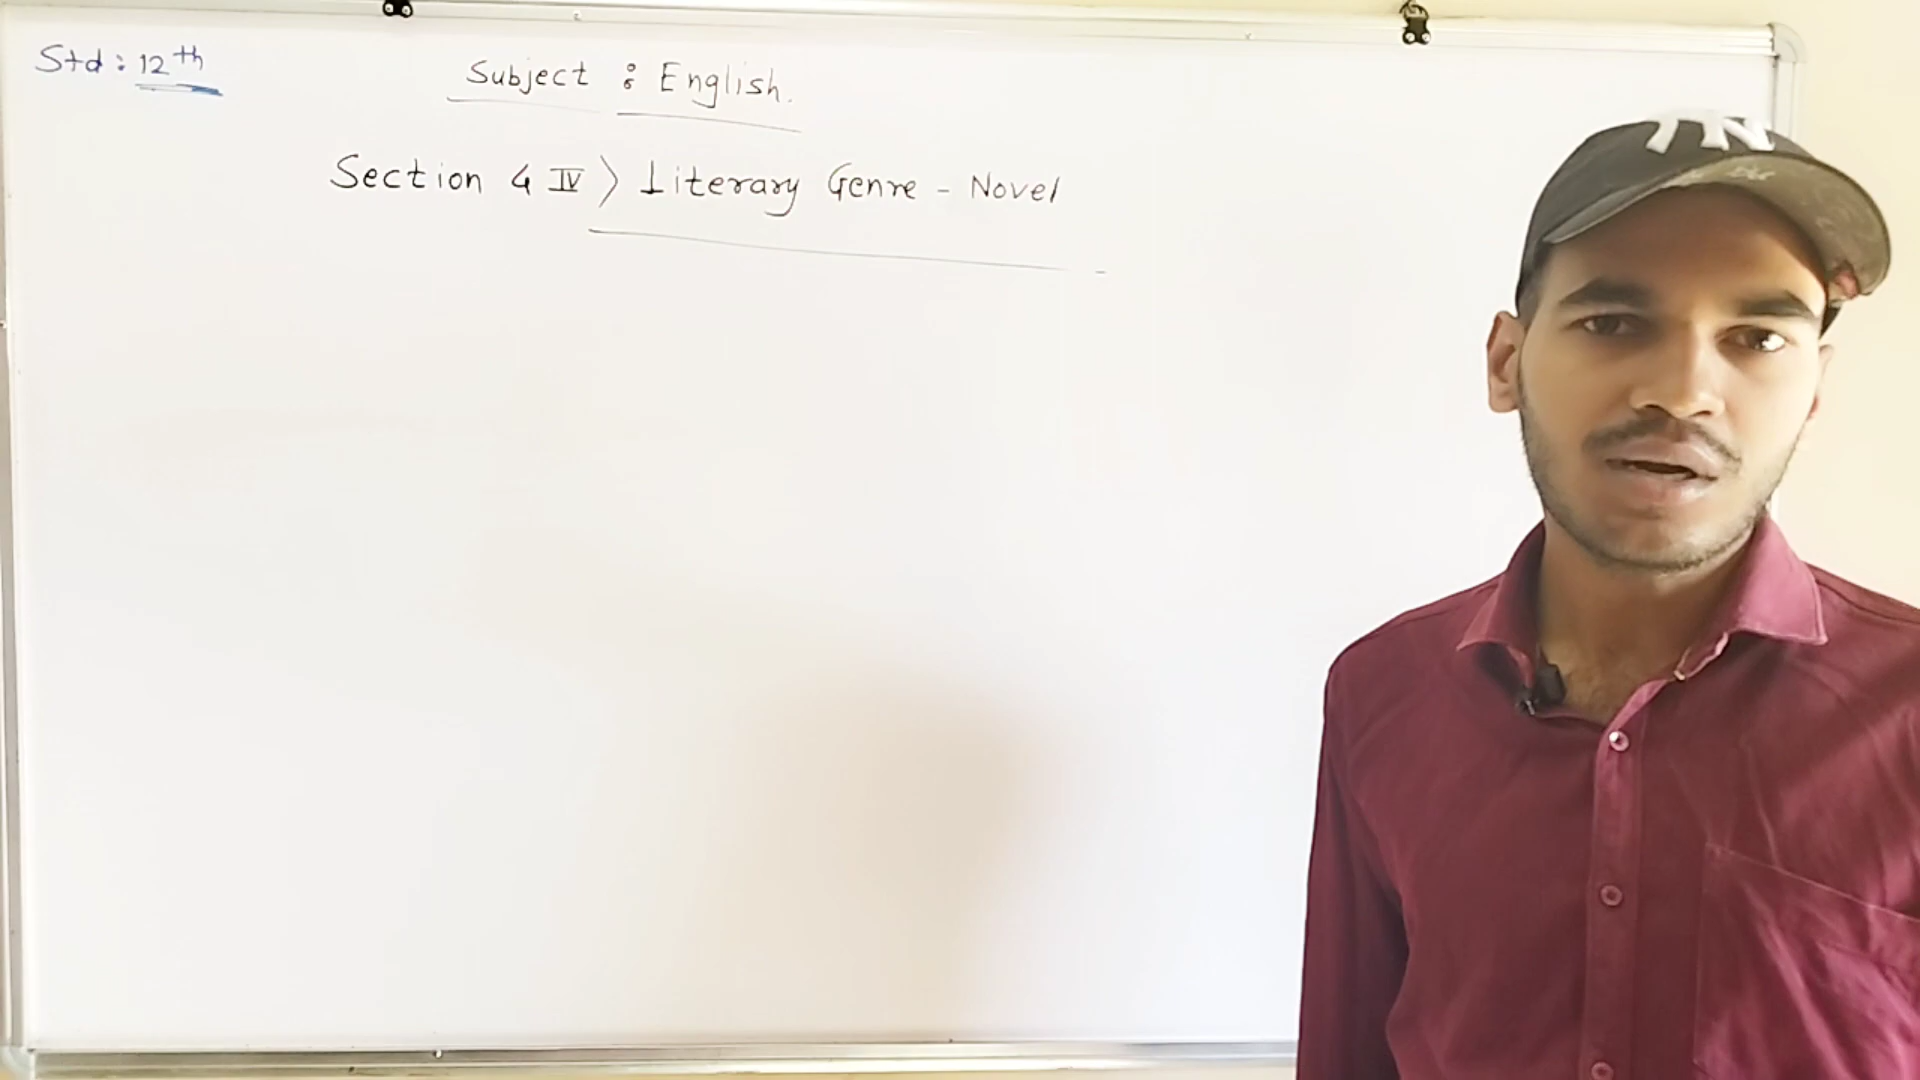 Std : 12th
Subject : English.
Section 4 IV > Literary Genre - Novel